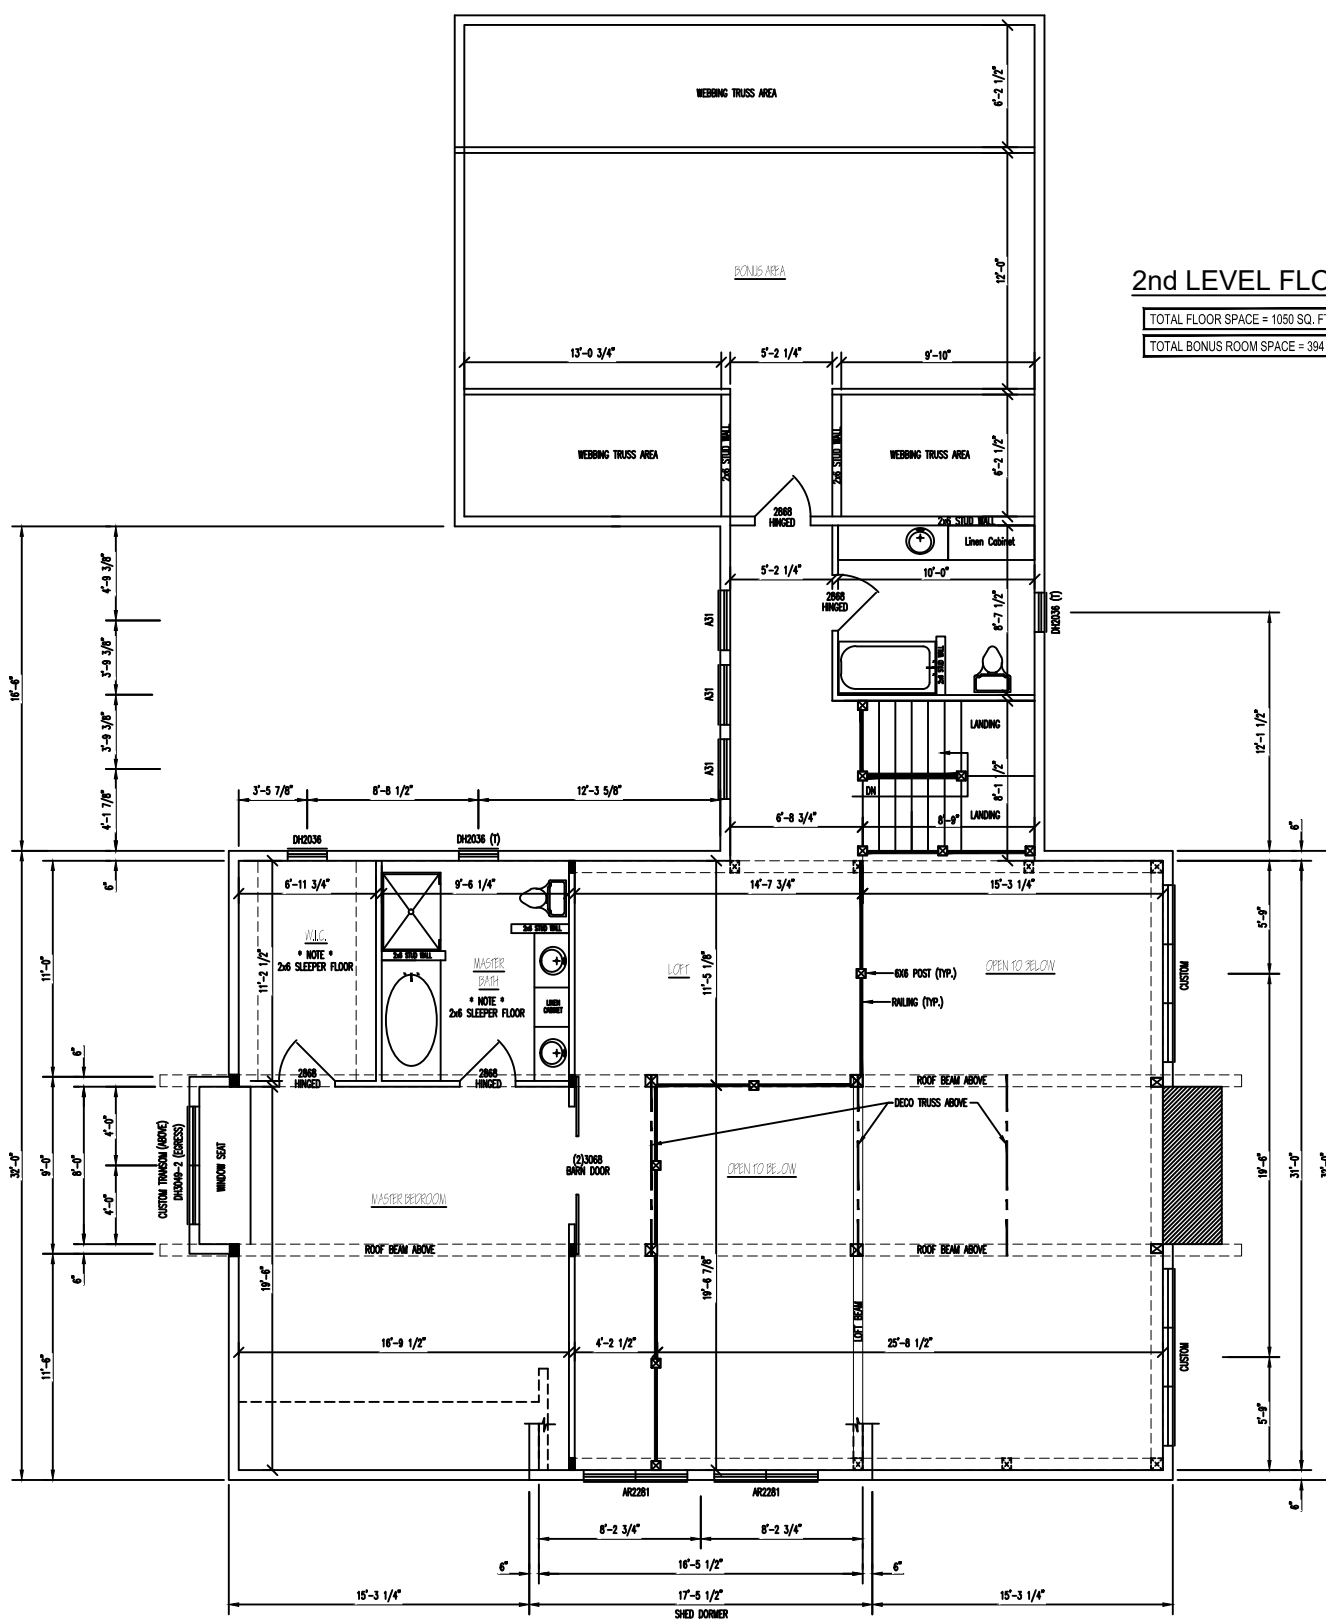 WEBBING TRUSS AREA
6'-2 1/2"
BONUS AREA
12'-0"
2nd LEVEL FLO
TOTAL FLOOR SPACE = 1050 SQ. FT
TOTAL BONUS ROOM SPACE = 394
13'-0 3/4"
5'-2 1/4"
9'-10"
WEBBING TRUSS AREA
2x6 STUD WALL
2x6 STUD WALL
WEBBING TRUSS AREA
6'-2 1/2"
2868
HINGED
2x6 STUD WALL
Linen Cabinet
5'-2 1/4"
10'-0"
2868
HINGED
8'-7 1/2"
DH2036 (T)
2x6 STUD WALL
A31
A31
A31
4'-9 3/8"
3'-9 3/8"
3'-9 3/8"
4'-1 7/8"
16'-6"
6"
LANDING
DN
8'-1 1/2"
LANDING
12'-1 1/2"
6"
3'-5 7/8"
8'-8 1/2"
12'-3 5/8"
6'-8 3/4"
8'-9"
DH2036
DH2036 (T)
6'-11 3/4"
9'-6 1/4"
14'-7 3/4"
15'-3 1/4"
W.I.C.
* NOTE *
2x6 SLEEPER FLOOR
11'-2 1/2"
2x6 STUD WALL
2x6 STUD WALL
MASTER
BATH
* NOTE *
2x6 SLEEPER FLOOR
LINEN
CABINET
LOFT
11'-5 1/8"
OPEN TO BELOW
6X6 POST (TYP.)
RAILING (TYP.)
5'-9"
CUSTOM
11'-0"
6"
2868
HINGED
2868
HINGED
ROOF BEAM ABOVE
DECO TRUSS ABOVE
32'-0"
9'-0"
8'-0"
4'-0"
4'-0"
6"
CUSTOM TRANSOM (ABOVE)
DH3049-2 (EGRESS)
WINDOW SEAT
(2)3068
BARN DOOR
MASTER BEDROOM
OPEN TO BELOW
ROOF BEAM ABOVE
ROOF BEAM ABOVE
19'-6"
19'-6 7/8"
19'-6"
31'-0"
LOFT BEAM
11'-6"
16'-9 1/2"
4'-2 1/2"
25'-8 1/2"
CUSTOM
5'-9"
6"
AR2281
AR2281
8'-2 3/4"
8'-2 3/4"
6"
16'-5 1/2"
6"
15'-3 1/4"
17'-5 1/2"
15'-3 1/4"
SHED DORMER